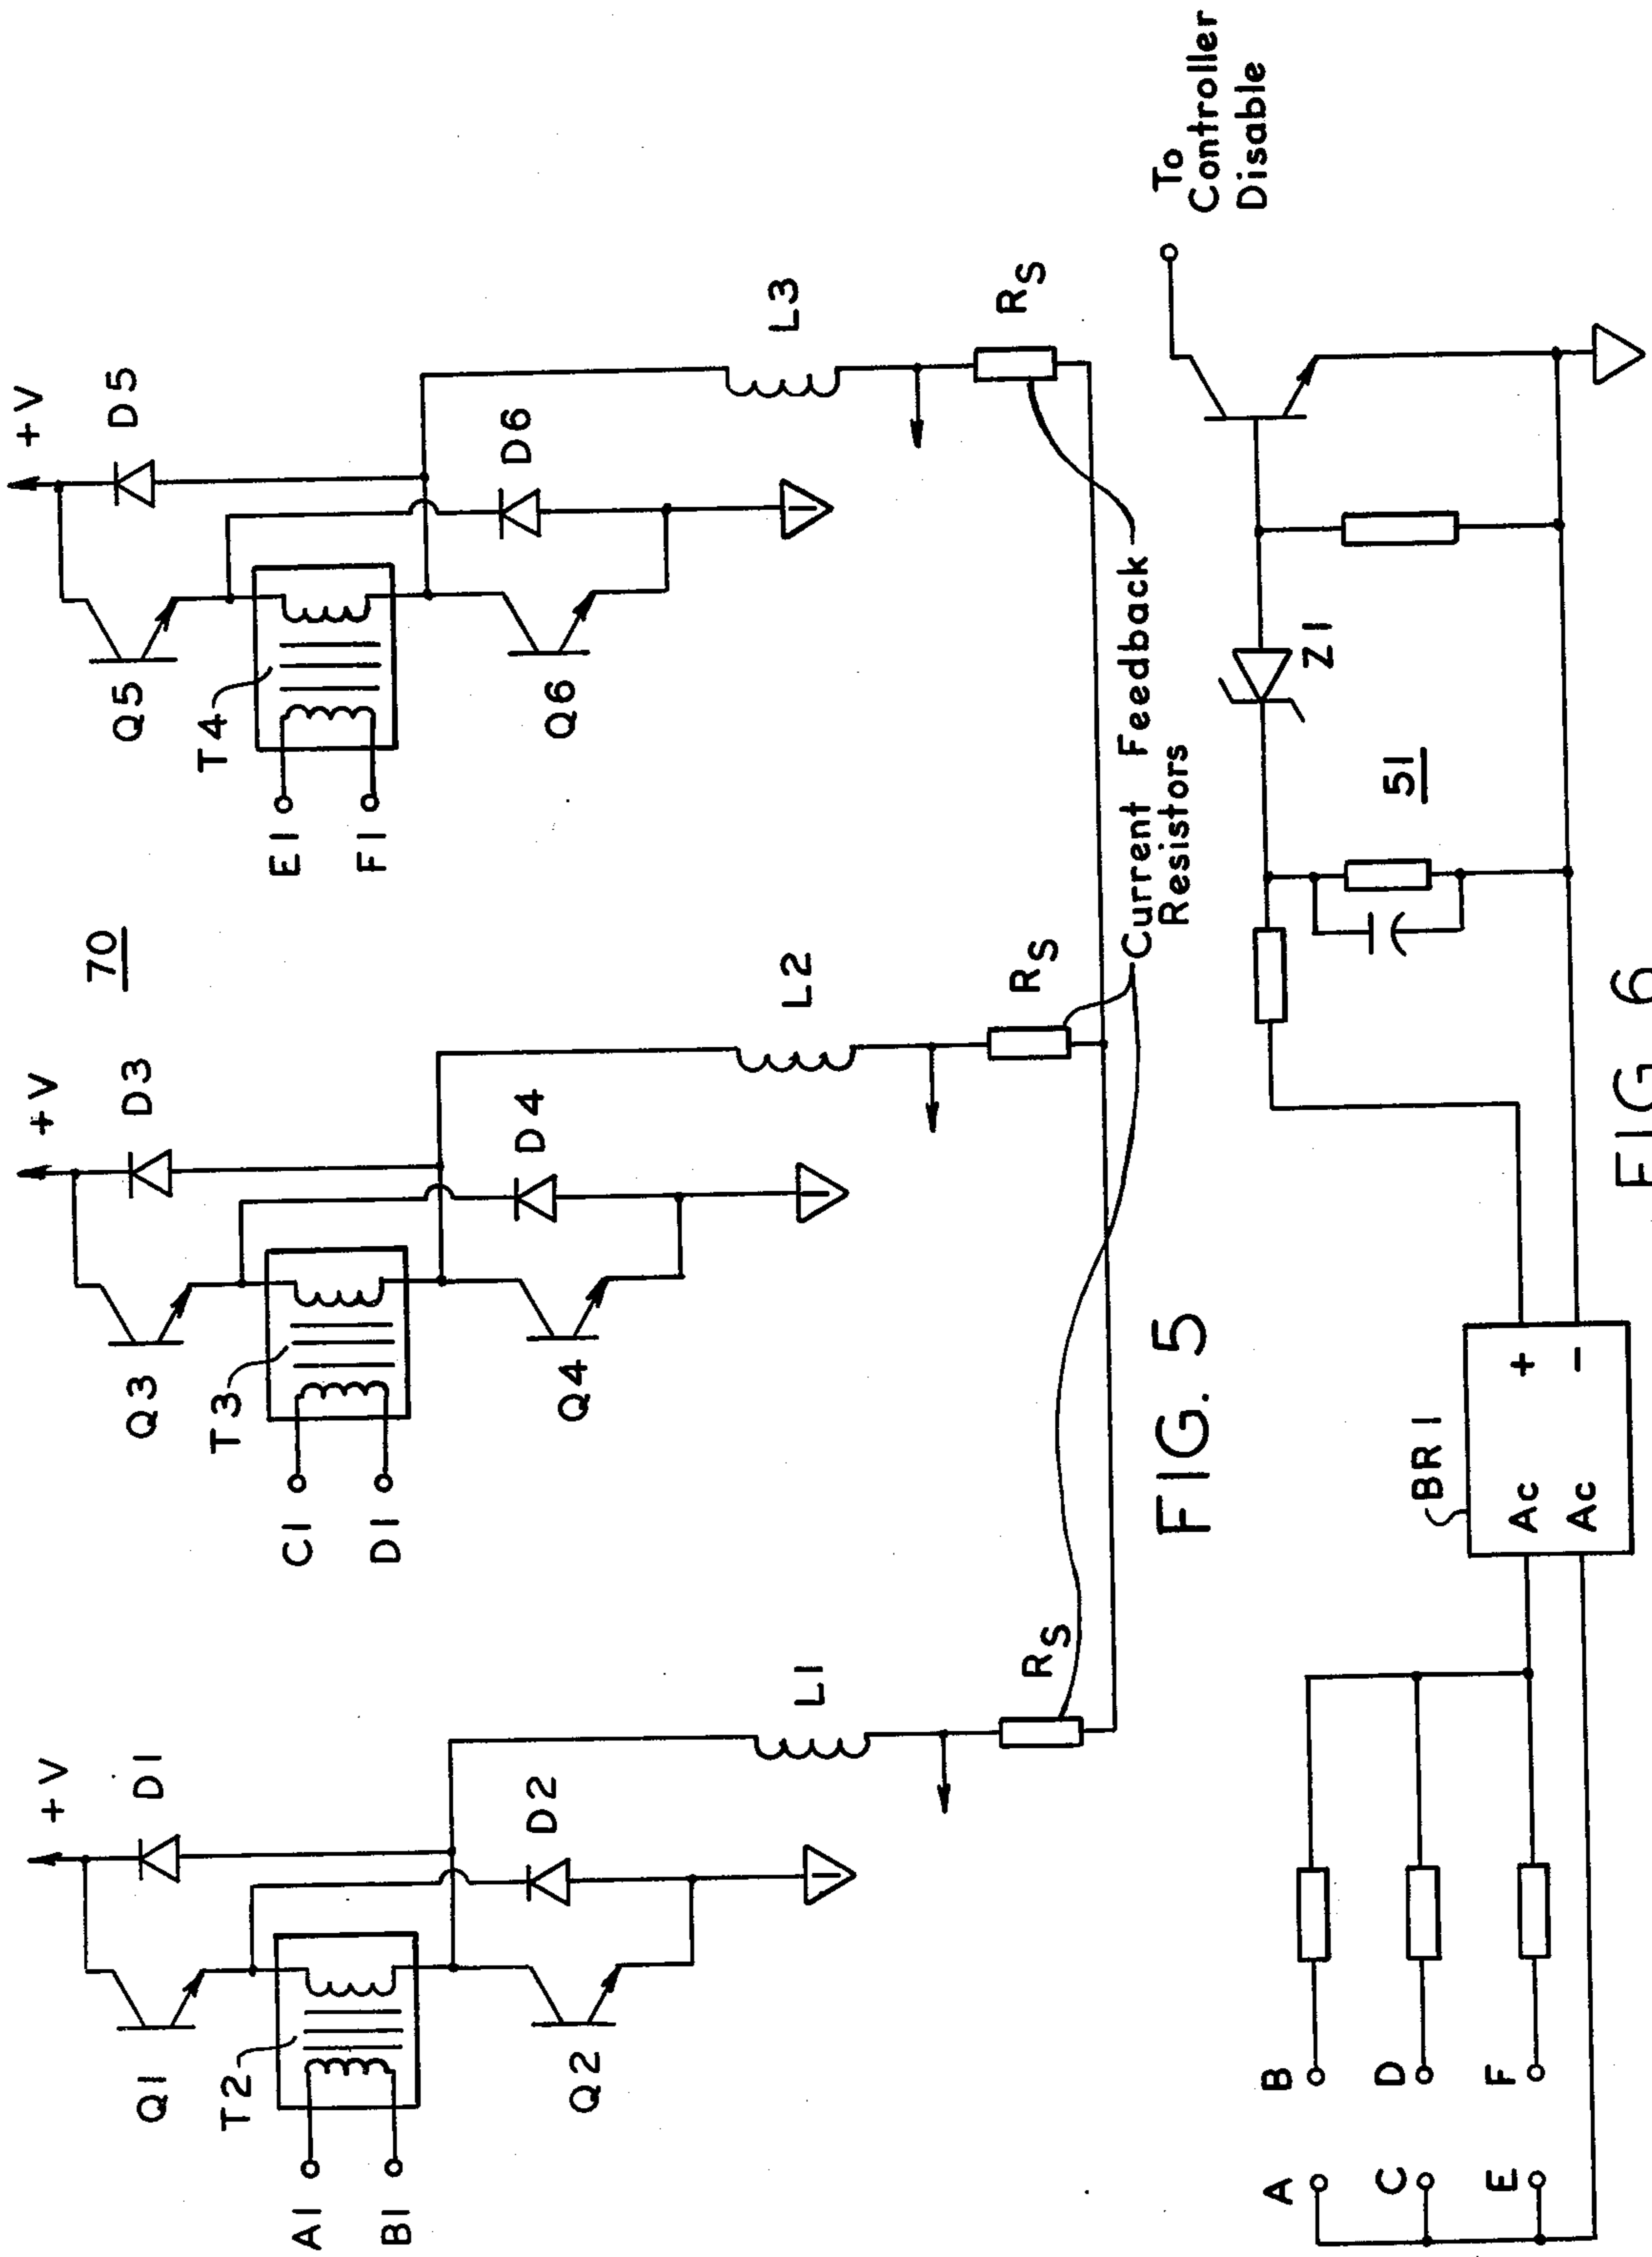 70
+V
D1
Q1
T2
A1
B1
D2
Q2
L1
RS
+V
D3
Q3
T3
C1
D1
D4
Q4
L2
RS
+V
D5
Q5
T4
E1
F1
D6
Q6
L3
RS
Current Feedback
Resistors
FIG. 5
A
B
C
D
E
F
BR1
Ac
Ac
+
-
51
Z1
To
Controller
Disable
FIG 6